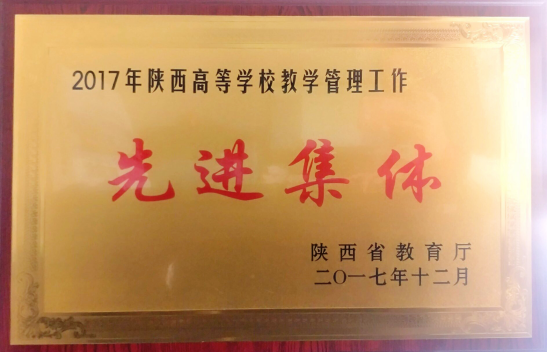 2017年陕西高等学校教学管理工作
先进集体
陕西省教育厅
二〇一七年十二月